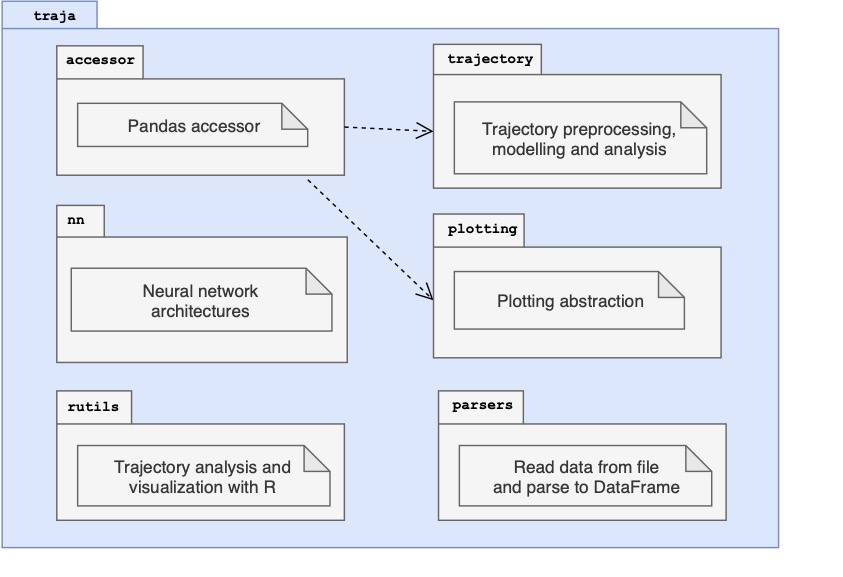 traja
accessor
Pandas accessor
trajectory
Trajectory preprocessing,
modelling and analysis
nn
Neural network
architectures
plotting
Plotting abstraction
rutils
Trajectory analysis and
visualization with R
parsers
Read data from file
and parse to DataFrame